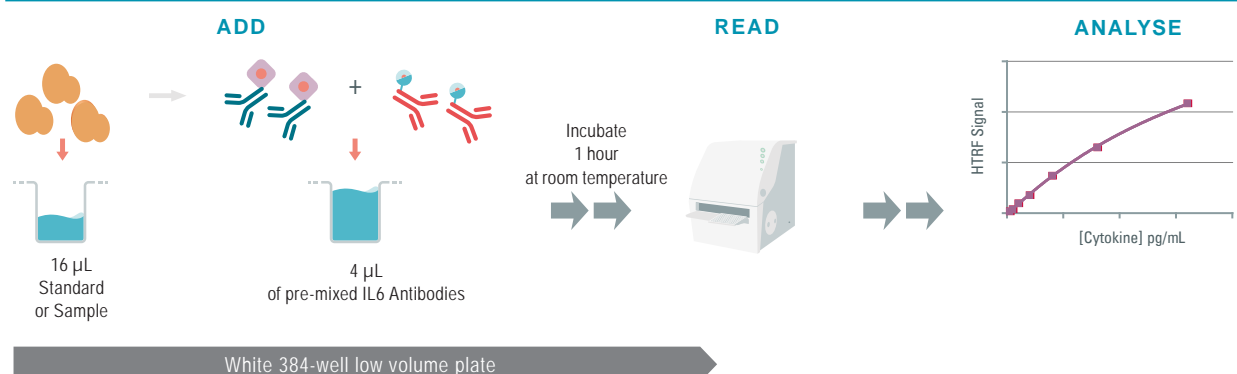 ADD
READ
ANALYSE
+
Incubate
1 hour
at room temperature
HTRF Signal
[Cytokine] pg/mL
16 µL
Standard
or Sample
4 µL
of pre-mixed IL6 Antibodies
White 384-well low volume plate